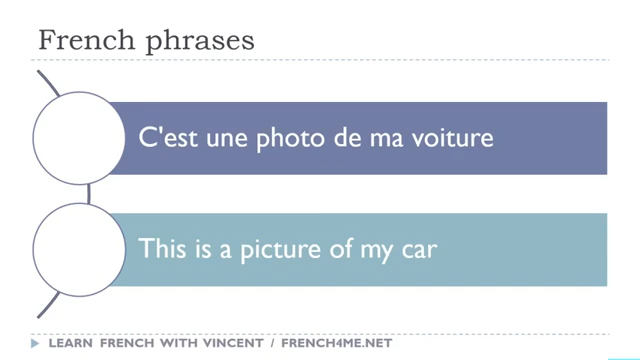 French phrases
C'est une photo de ma voiture
This is a picture of my car
LEARN FRENCH WITH VINCENT / FRENCH4ME.NET